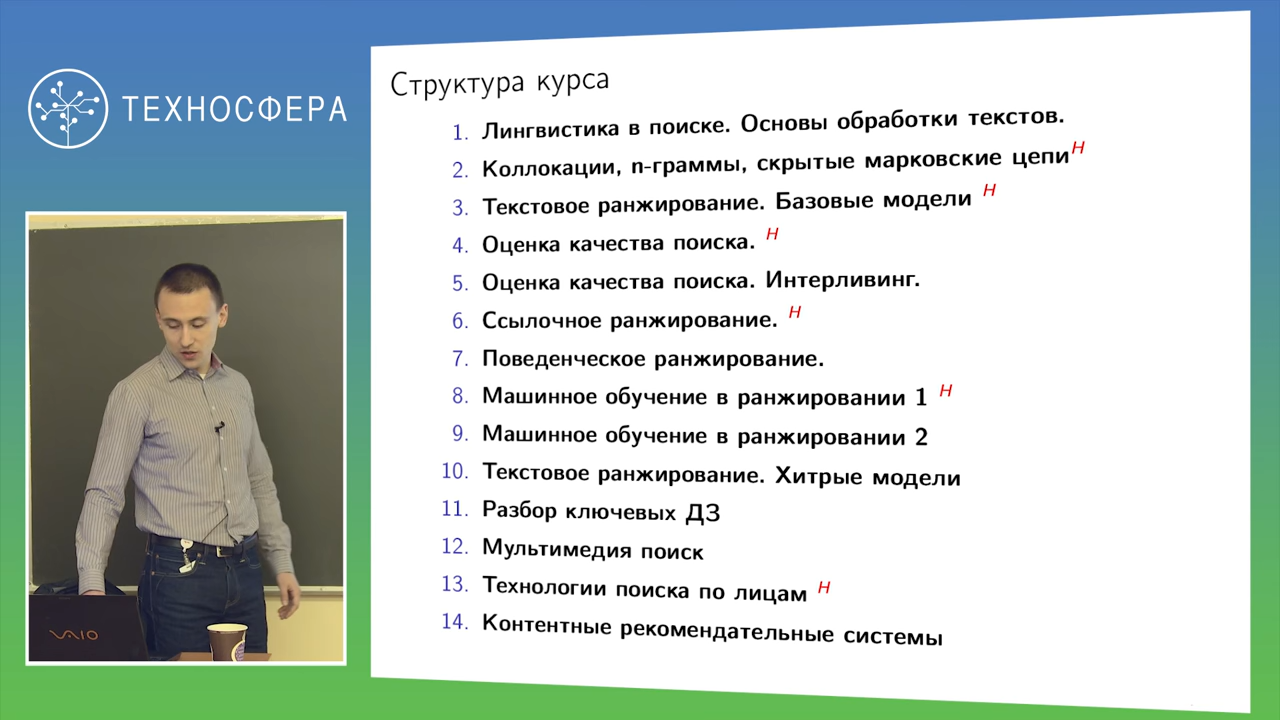 ТЕХНОСФЕРА
Структура курса
1. Лингвистика в поиске. Основы обработки текстов.
2. Коллокации, n-граммы, скрытые марковские цепи H
3. Текстовое ранжирование. Базовые модели H
4. Оценка качества поиска. H
5. Оценка качества поиска. Интерливинг.
6. Ссылочное ранжирование. H
7. Поведенческое ранжирование.
8. Машинное обучение в ранжировании 1 H
9. Машинное обучение в ранжировании 2
10. Текстовое ранжирование. Хитрые модели
11. Разбор ключевых ДЗ
12. Мультимедия поиск
13. Технологии поиска по лицам H
14. Контентные рекомендательные системы
VAIO